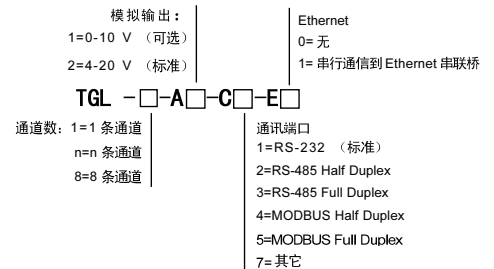 模拟输出：
1=0-10 V （可选）
2=4-20 V （标准）
Ethernet
0= 无
1= 串行通信到 Ethernet 串联桥
TGL -□-A□-C□-E□
通道数：1=1 条通道
n=n 条通道
8=8 条通道
通讯端口
1=RS-232 （标准）
2=RS-485 Half Duplex
3=RS-485 Full Duplex
4=MODBUS Half Duplex
5=MODBUS Full Duplex
7= 其它